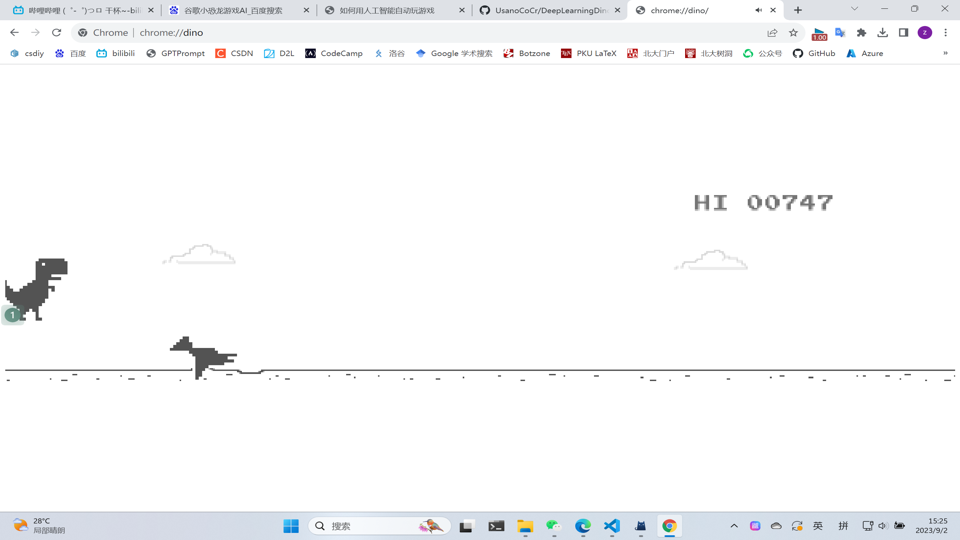 哔哩哔哩 (゜-゜)つロ 干杯~-bili
谷歌小恐龙游戏AI_百度搜索
如何用人工智能自动玩游戏
UsanoCoCr/DeepLearningDin
chrome://dino/
Chrome | chrome://dino
1.00
z
csdiy
百度
bilibili
GPTPrompt
CSDN
D2L
CodeCamp
洛谷
Google 学术搜索
Botzone
PKU LaTeX
北大门户
北大树洞
公众号
GitHub
Azure
»
HI 00747
1
28°C
局部晴朗
搜索
英
拼
15:25
2023/9/2